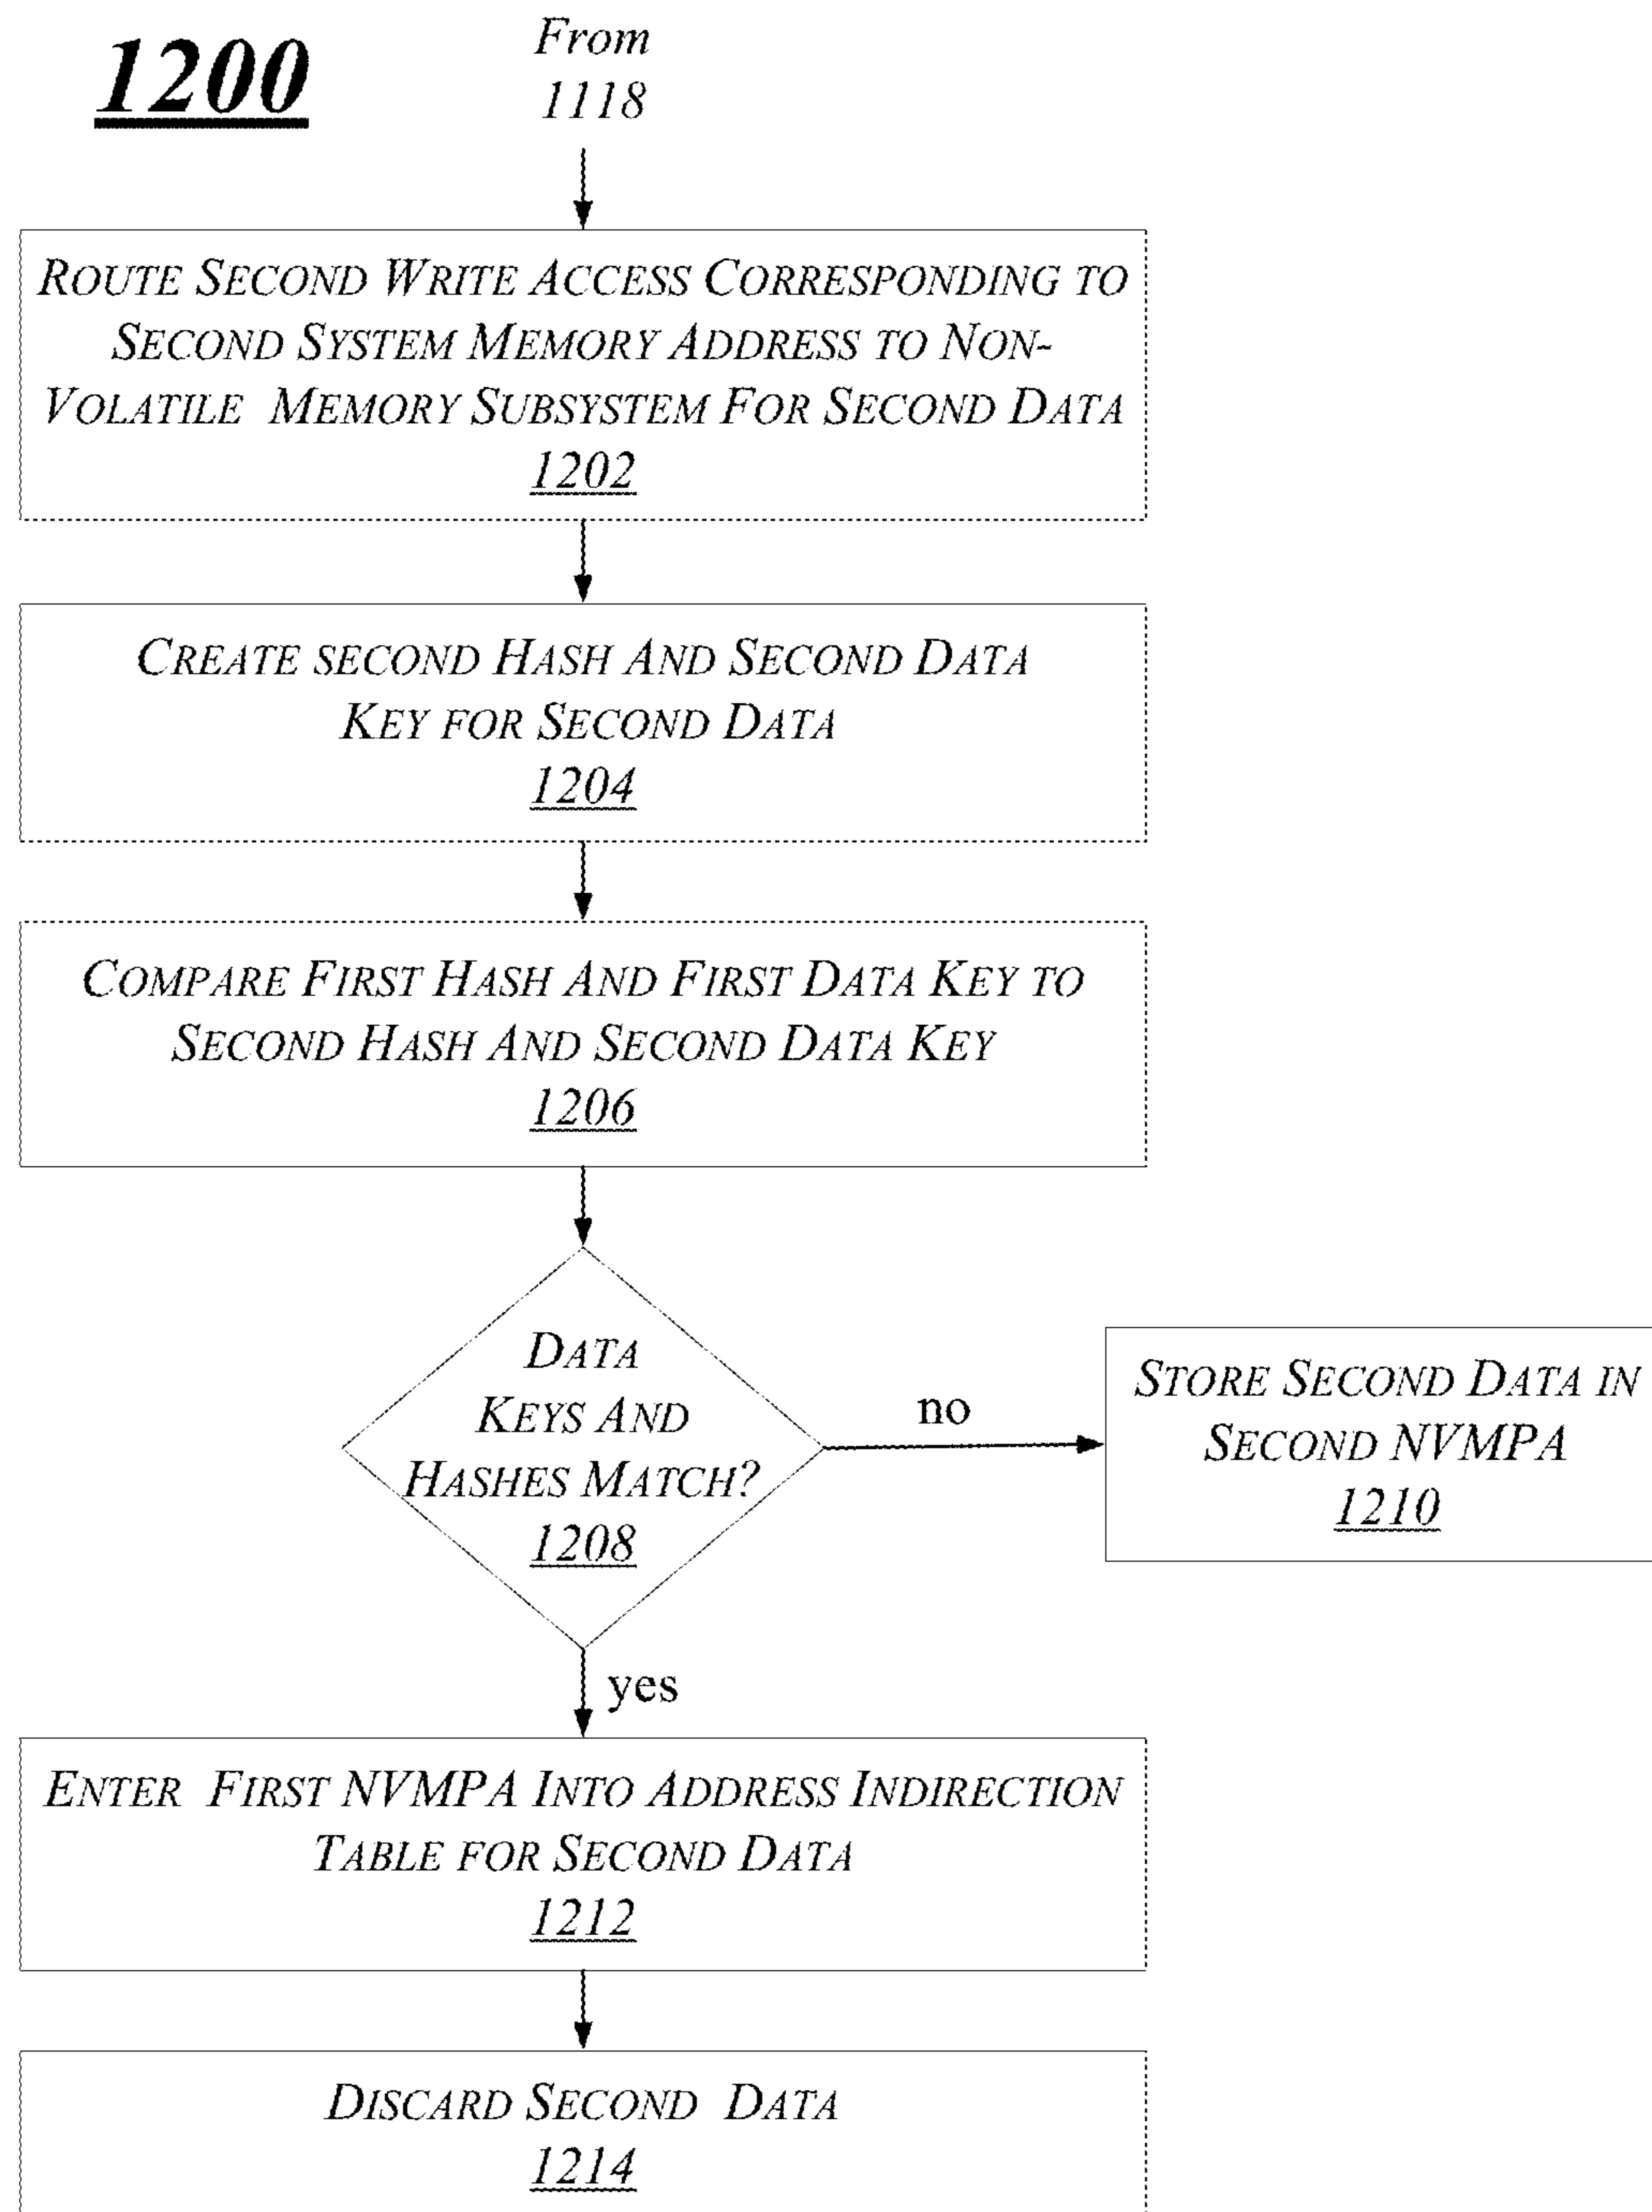 1200
From
1118
ROUTE SECOND WRITE ACCESS CORRESPONDING TO
SECOND SYSTEM MEMORY ADDRESS TO NON-
VOLATILE MEMORY SUBSYSTEM FOR SECOND DATA
1202
CREATE SECOND HASH AND SECOND DATA
KEY FOR SECOND DATA
1204
COMPARE FIRST HASH AND FIRST DATA KEY TO
SECOND HASH AND SECOND DATA KEY
1206
DATA
KEYS AND
HASHES MATCH?
1208
no
STORE SECOND DATA IN
SECOND NVMPA
1210
yes
ENTER FIRST NVMPA INTO ADDRESS INDIRECTION
TABLE FOR SECOND DATA
1212
DISCARD SECOND DATA
1214